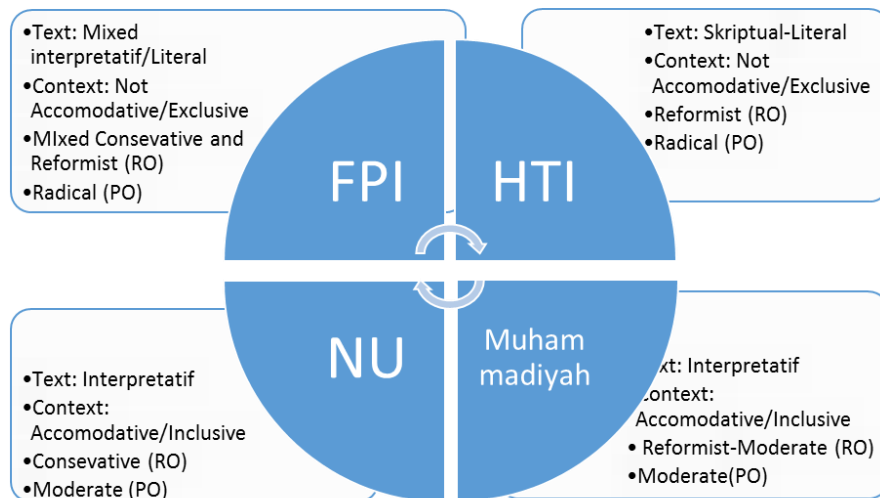 •Text: Mixed
interpretatif/Literal
•Context: Not
Accomodative/Exclusive
•MIxed Consevative and
Reformist (RO)
•Radical (PO)
•Text: Skriptual-Literal
•Context: Not
Accomodative/Exclusive
•Reformist (RO)
•Radical (PO)
FPI
HTI
NU
Muham
madiyah
•Text: Interpretatif
•Context:
Accomodative/Inclusive
•Consevative (RO)
•Moderate (PO)
ext: Interpretatif
ontext:
Accomodative/Inclusive
• Reformist-Moderate (RO)
•Moderate(PO)